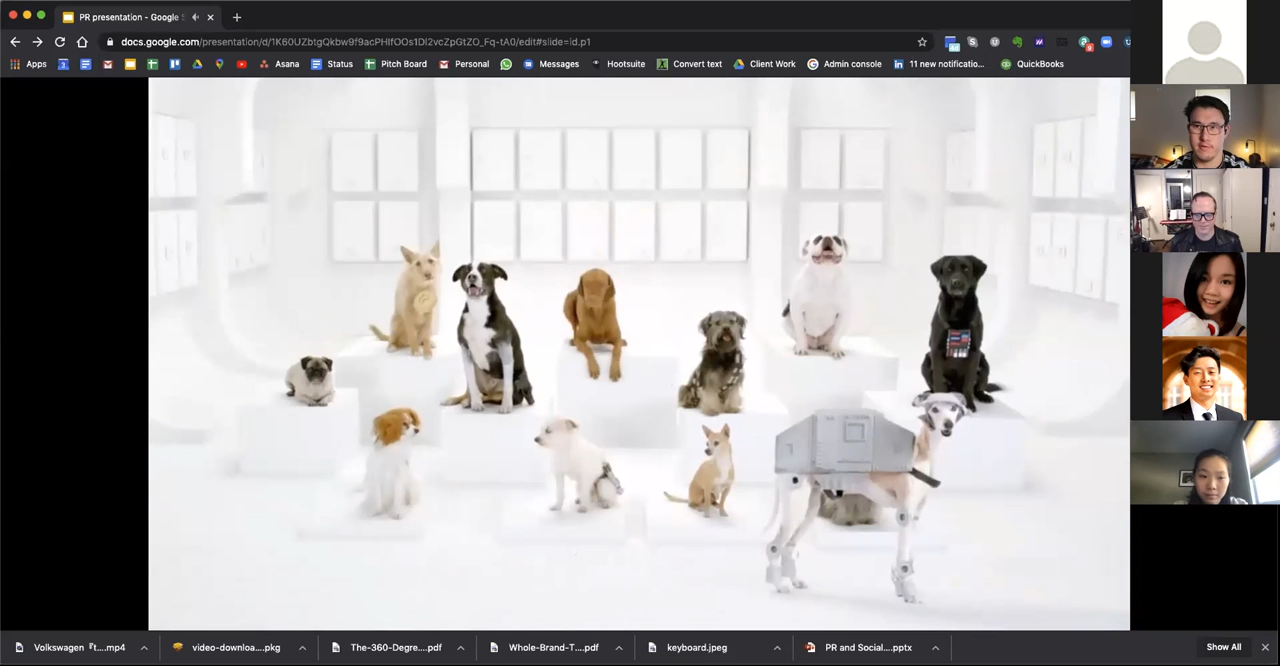 PR presentation - Google S
docs.google.com/presentation/d/1K60UZbtgQkbw9f9acPHIfOOs1Dl2vcZpGtZO_Fq-tA0/edit#slide=id.p1
Apps Asana Status Pitch Board Personal Messages Hootsuite Convert text Client Work Admin console 11 new notificatio... QuickBooks
Volkswagen『t....mp4 video-downloa....pkg The-360-Degre....pdf Whole-Brand-T....pdf keyboard.jpeg PR and Social....pptx Show All